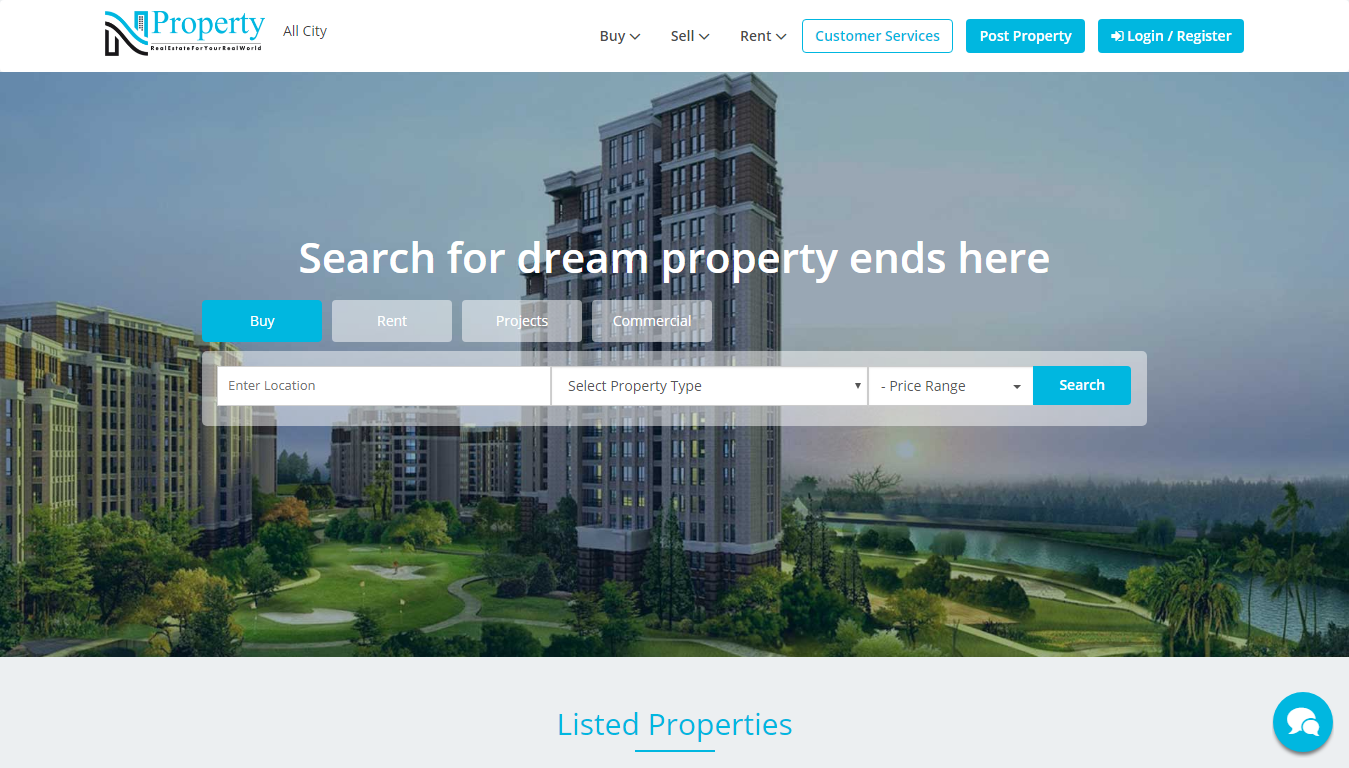 Property
RealEstateForYourRealWorld
All City
Buy
Sell
Rent
Customer Services
Post Property
Login / Register
Search for dream property ends here
Buy
Rent
Projects
Commercial
Enter Location
Select Property Type
- Price Range
Search
Listed Properties